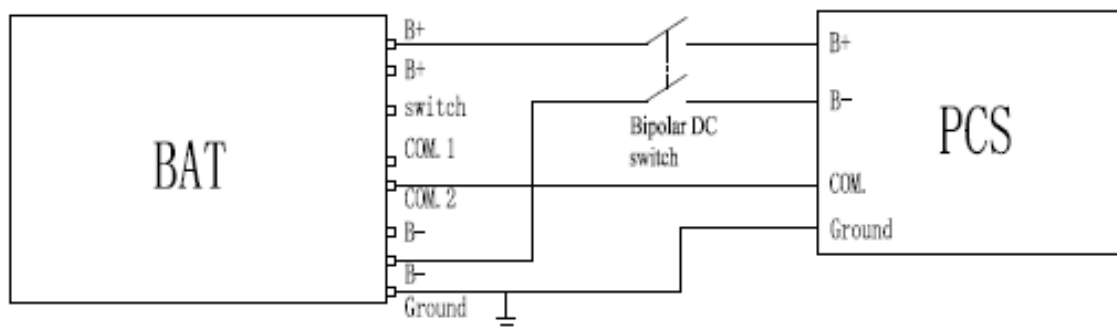 B+
B+
switch
COM. 1
COM. 2
B-
B-
Ground
BAT
Bipolar DC
switch
B+
B-
COM.
Ground
PCS